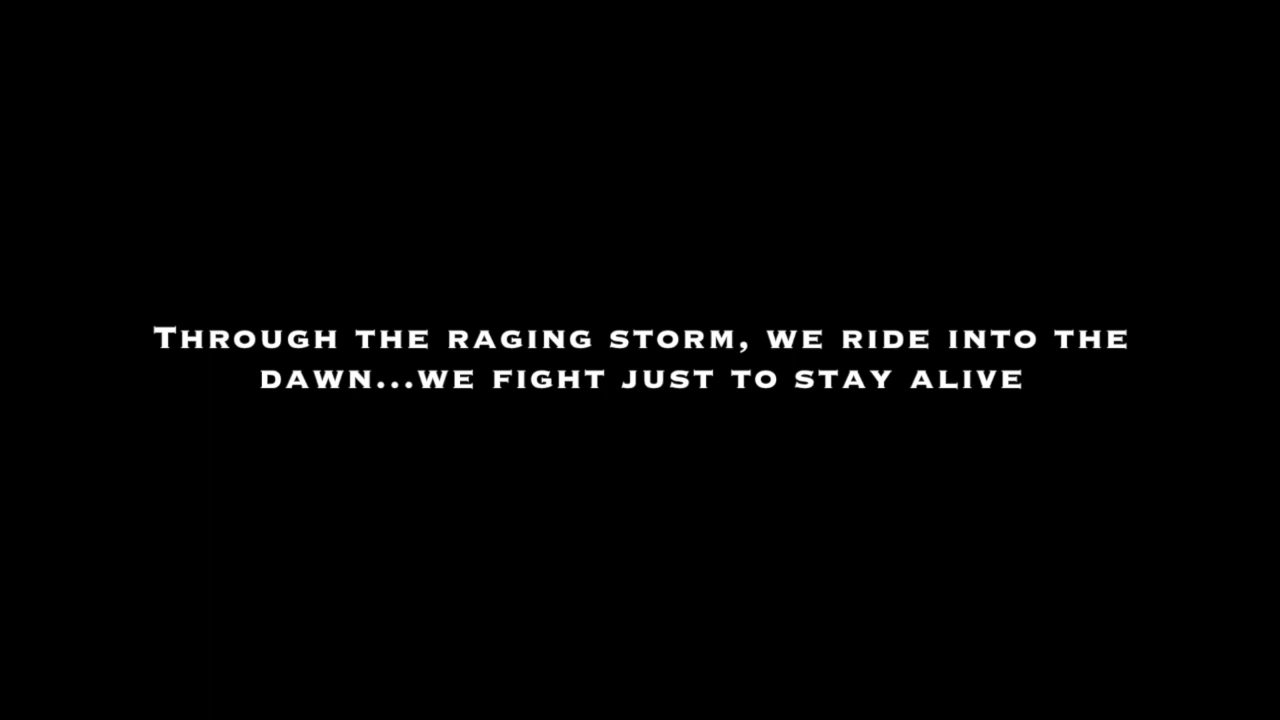 Through the raging storm, we ride into the
dawn...we fight just to stay alive